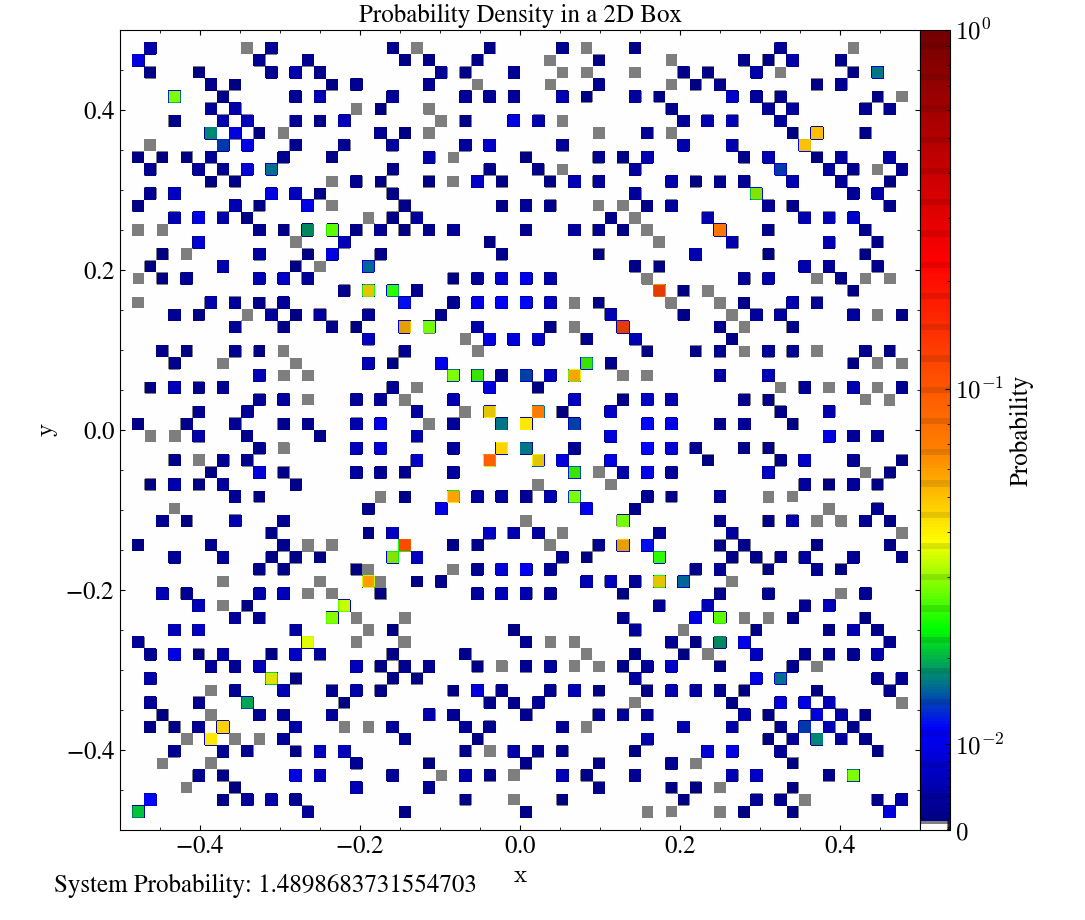 Probability Density in a 2D Box
10^0
0.4
0.2
10^−1
y
0.0
Probability
−0.2
−0.4
10^−2
0
−0.4 −0.2 0.0 0.2 0.4
x
System Probability: 1.4898683731554703